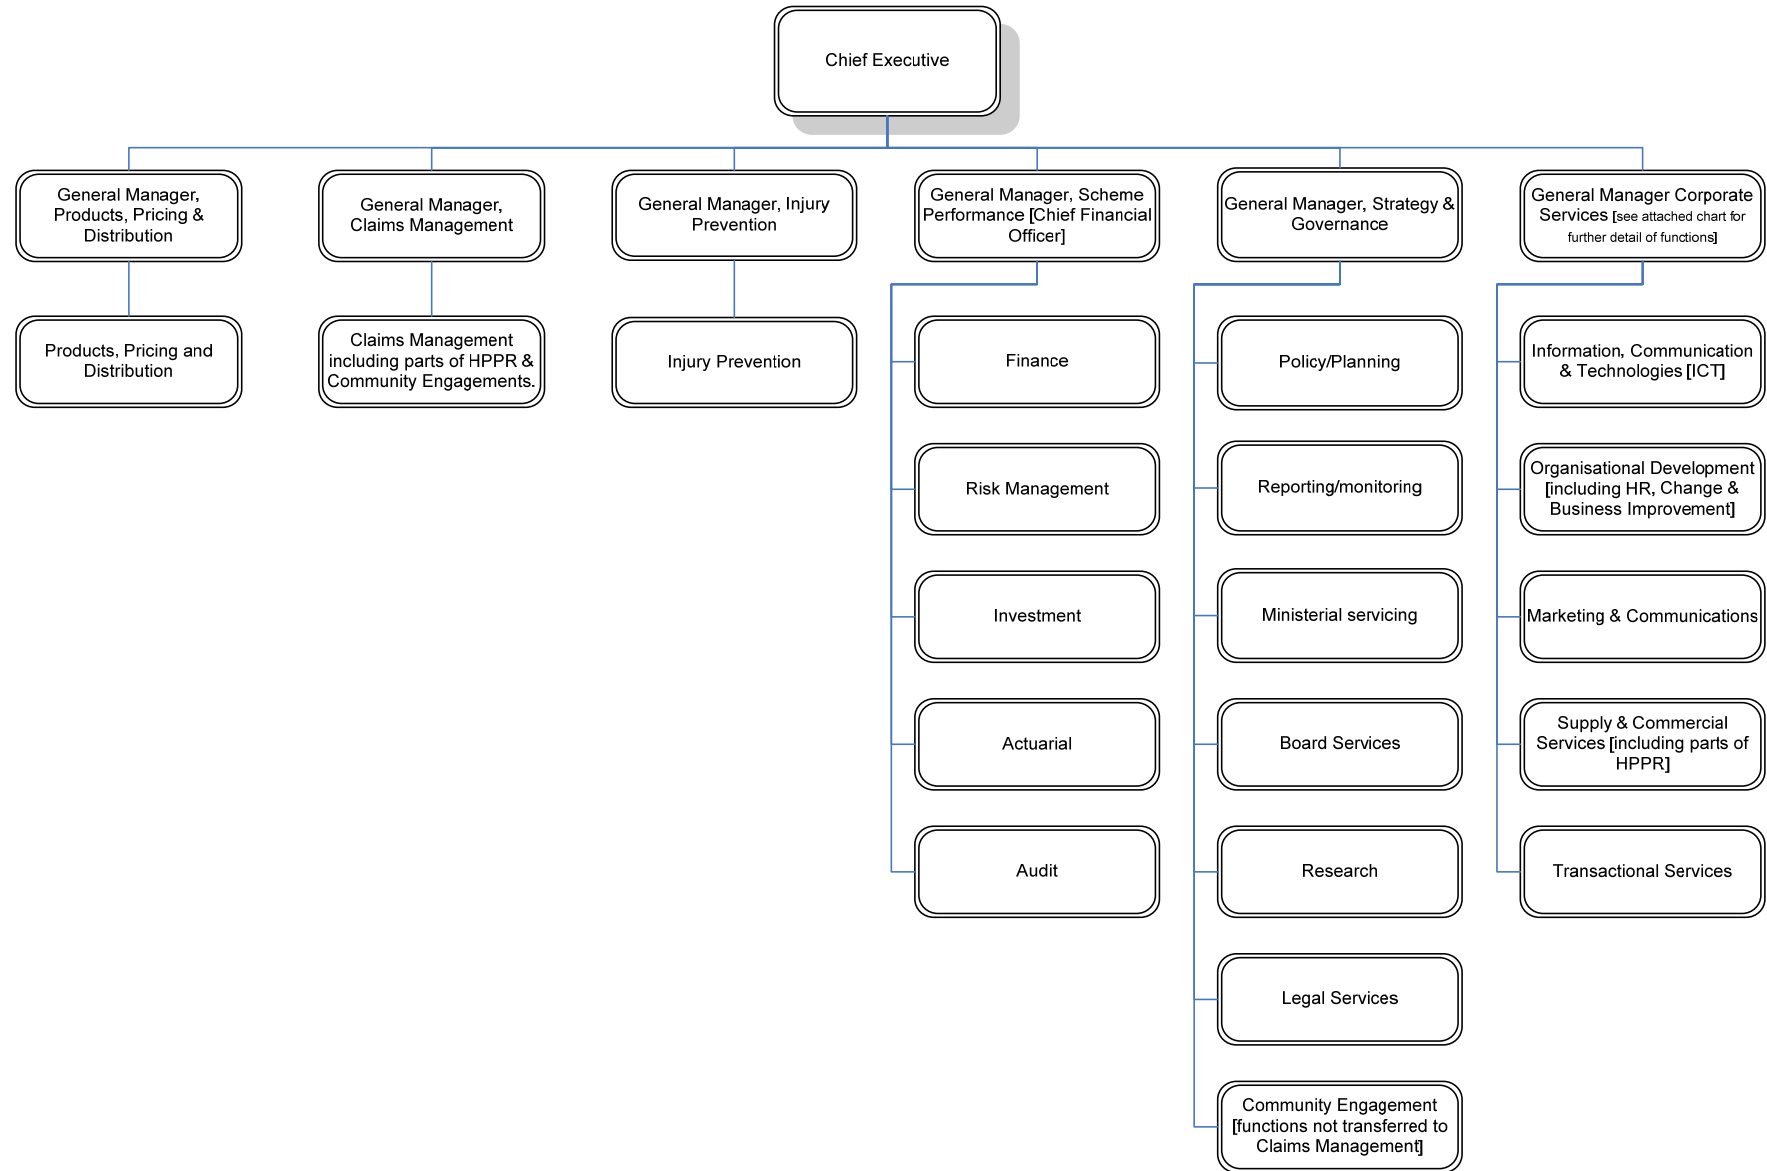 Chief Executive
General Manager,
Products, Pricing &
Distribution
General Manager,
Claims Management
General Manager, Injury
Prevention
General Manager, Scheme
Performance [Chief Financial
Officer]
General Manager, Strategy &
Governance
General Manager Corporate
Services [see attached chart for
further detail of functions]
Products, Pricing and
Distribution
Claims Management
including parts of HPPR &
Community Engagements.
Injury Prevention
Finance
Policy/Planning
Information, Communication
& Technologies [ICT]
Risk Management
Reporting/monitoring
Organisational Development
[including HR, Change &
Business Improvement]
Investment
Ministerial servicing
Marketing & Communications
Actuarial
Board Services
Supply & Commercial
Services [including parts of
HPPR]
Audit
Research
Transactional Services
Legal Services
Community Engagement
[functions not transferred to
Claims Management]